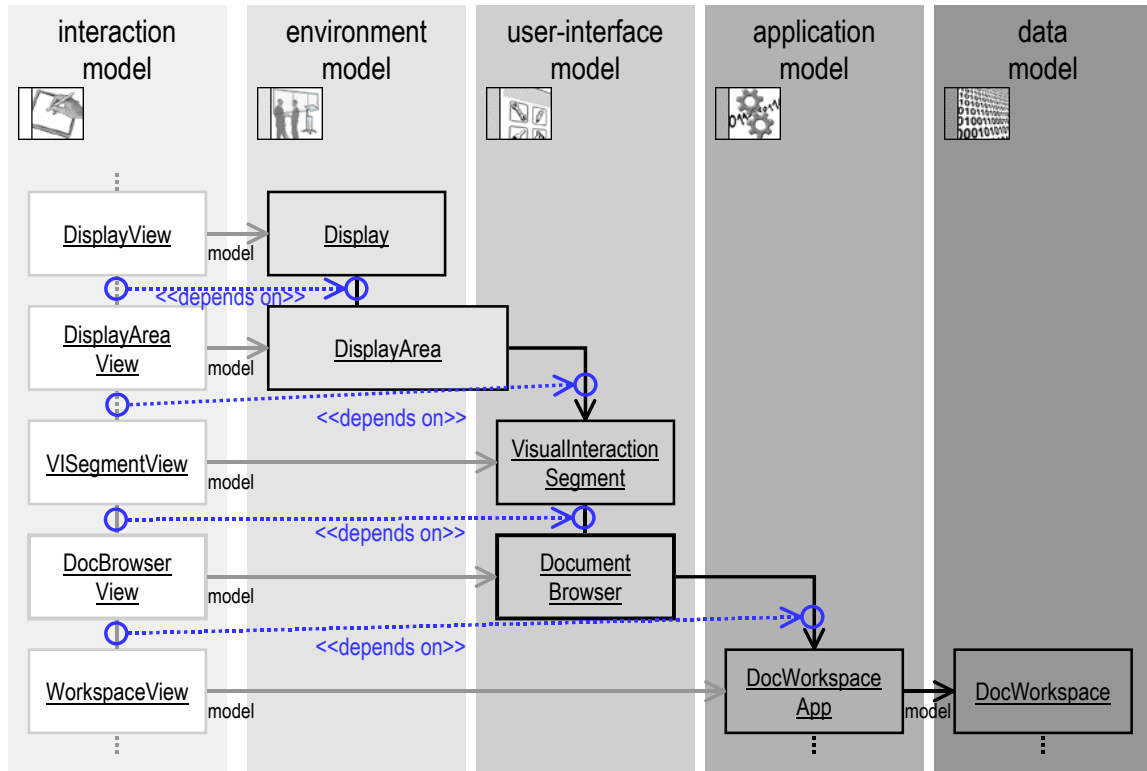 interaction
model
environment
model
user-interface
model
application
model
data
model
DisplayView
model
Display
<<depends on>>
DisplayArea
View
model
DisplayArea
<<depends on>>
VISegmentView
model
VisualInteraction
Segment
<<depends on>>
DocBrowser
View
model
Document
Browser
<<depends on>>
WorkspaceView
model
DocWorkspace
App
model
DocWorkspace